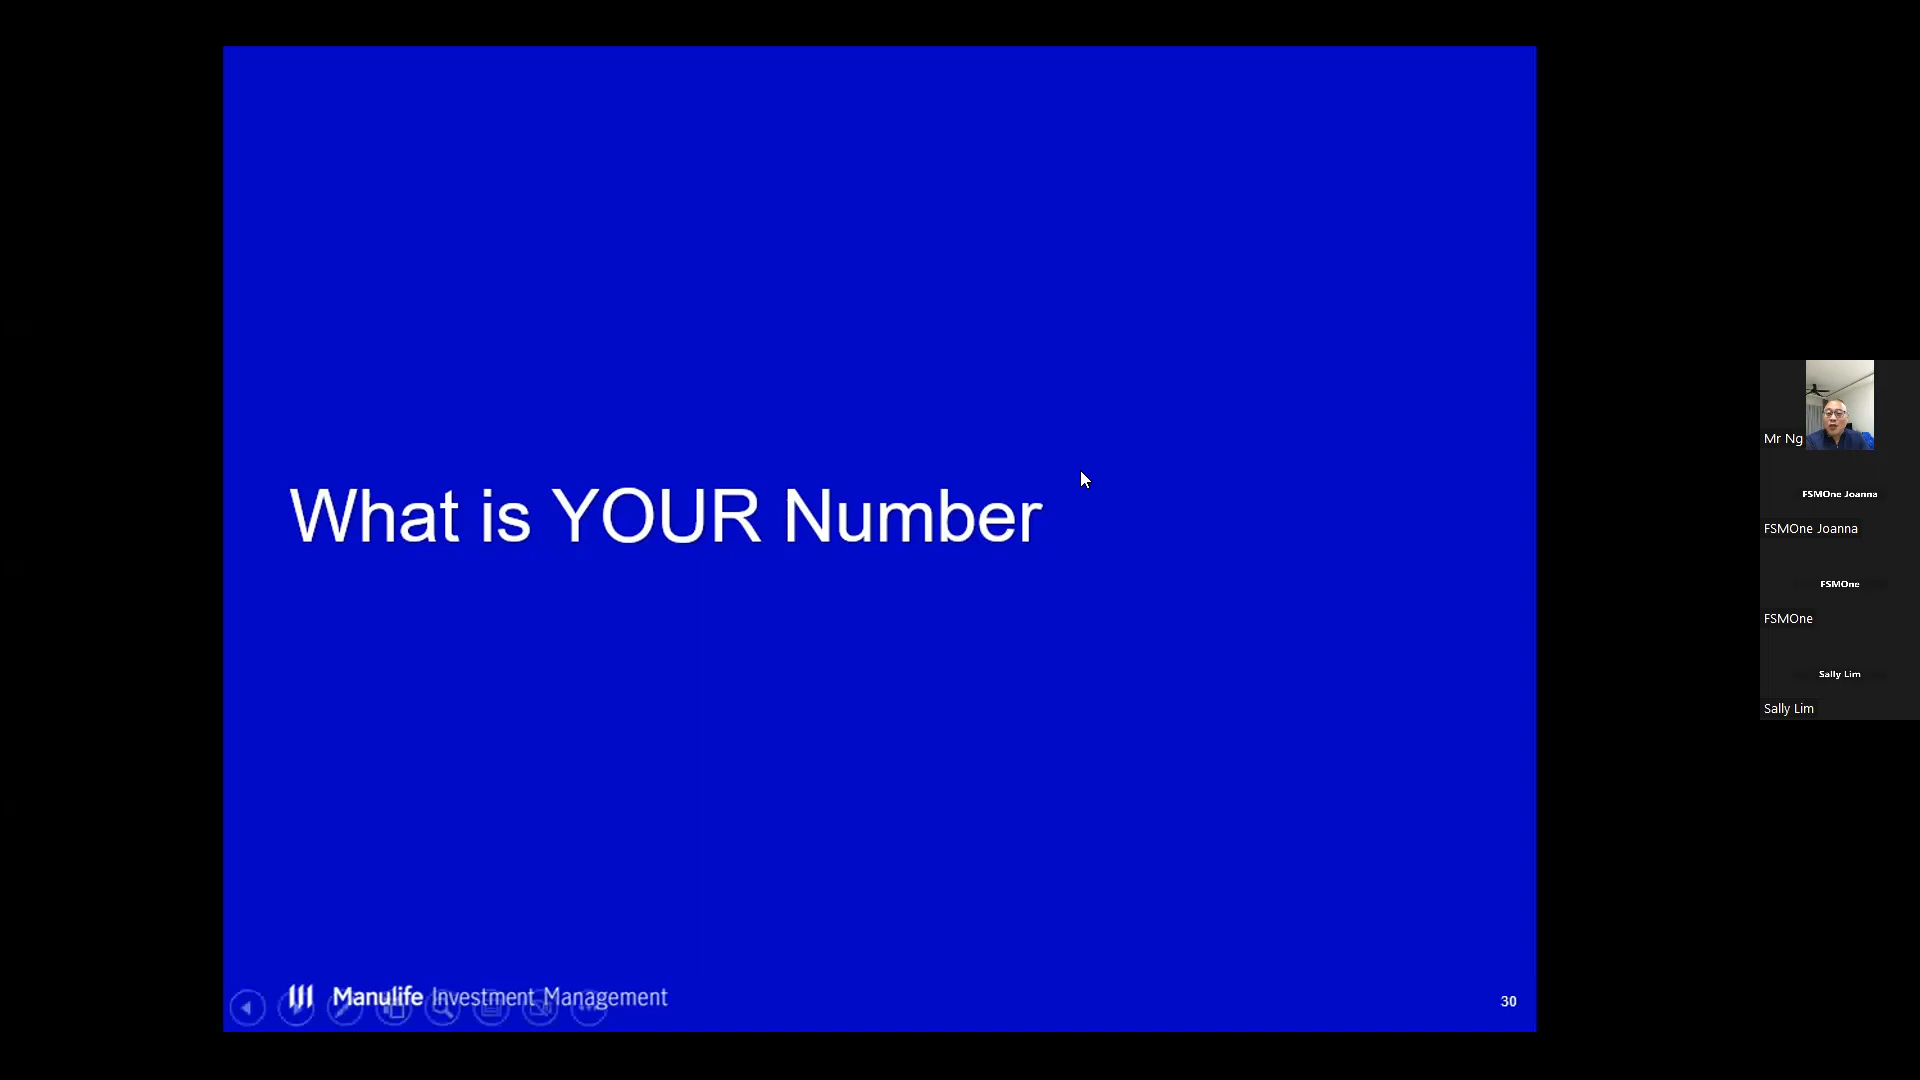 What is YOUR Number
Manulife Investment Management
30
Mr Ng
FSMOne Joanna
FSMOne Joanna
FSMOne
FSMOne
Sally Lim
Sally Lim